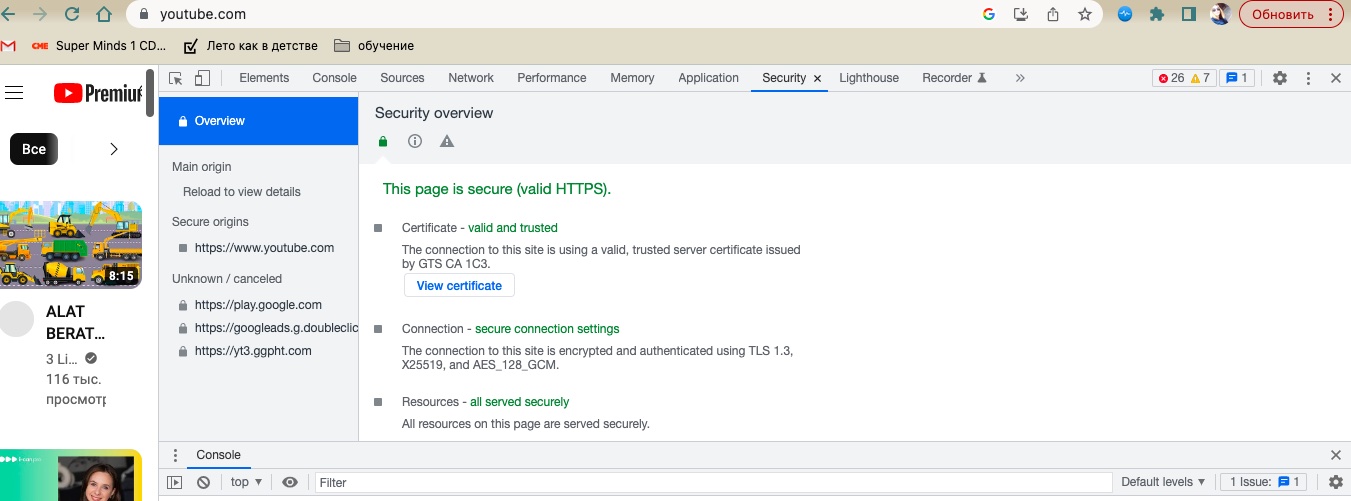 youtube.com
Обновить
Super Minds 1 CD...
Лето как в детстве
обучение
Elements Console Sources Network Performance Memory Application Security Lighthouse Recorder 26 7 1
Premiu
Все
8:15
ALAT
BERAT...
3 Li...
116 тыс.
просмотр
Overview
Main origin
Reload to view details
Secure origins
https://www.youtube.com
Unknown / canceled
https://play.google.com
https://googleads.g.doubleclic
https://yt3.ggpht.com
Security overview
This page is secure (valid HTTPS).
Certificate - valid and trusted
The connection to this site is using a valid, trusted server certificate issued
by GTS CA 1C3.
View certificate
Connection - secure connection settings
The connection to this site is encrypted and authenticated using TLS 1.3,
X25519, and AES_128_GCM.
Resources - all served securely
All resources on this page are served securely.
Console
top Filter Default levels 1 Issue: 1